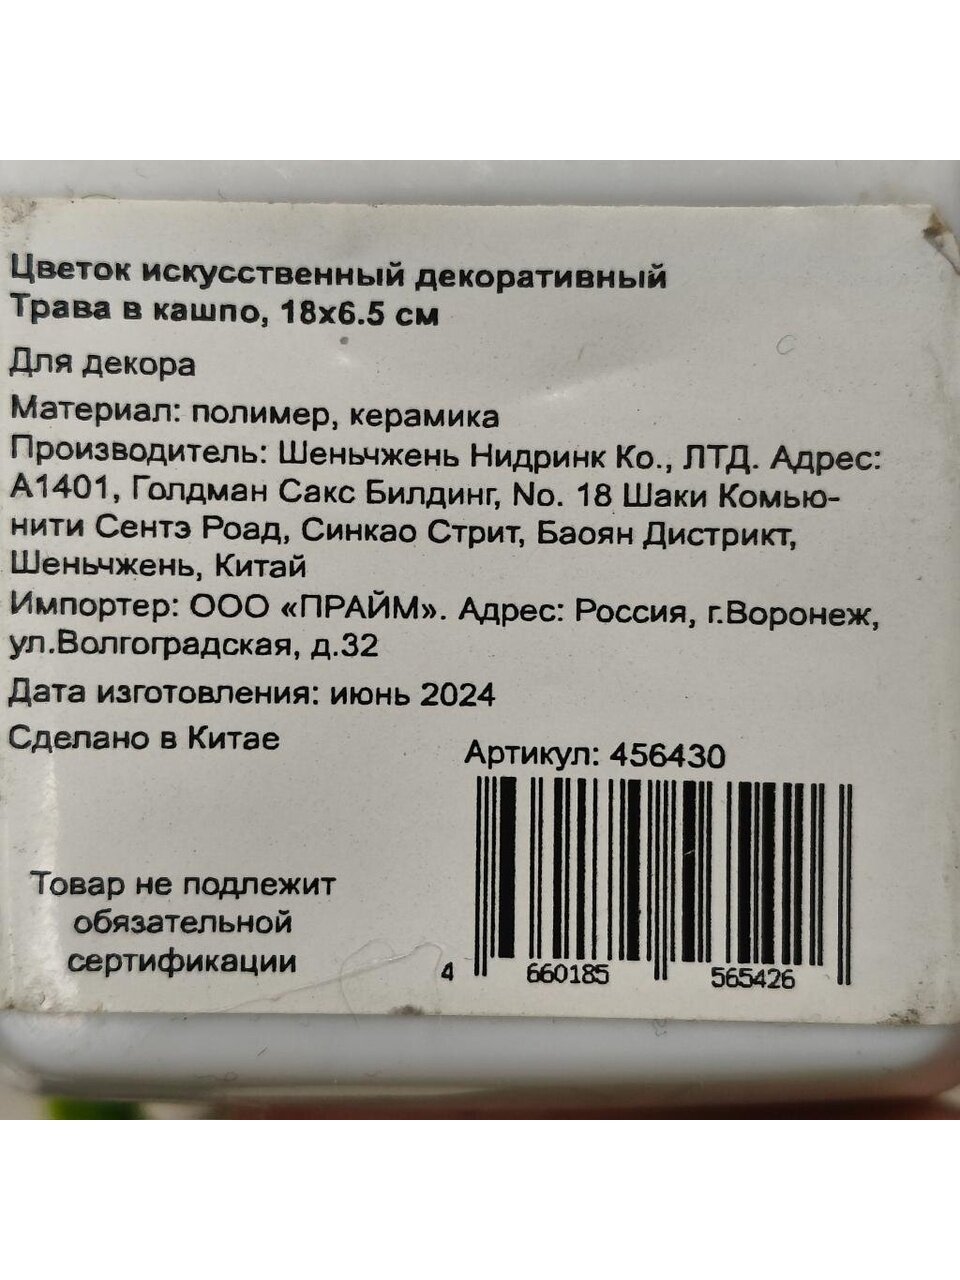 Цветок искусственный декоративный
Трава в кашпо, 18х6.5 см
Для декора
Материал: полимер, керамика
Производитель: Шеньчжень Нидринк Ко., ЛТД. Адрес:
А1401, Голдман Сакс Билдинг, No. 18 Шаки Комью-
нити Сентэ Роад, Синкао Стрит, Баоян Дистрикт,
Шеньчжень, Китай
Импортер: ООО «ПРАЙМ». Адрес: Россия, г.Воронеж,
ул.Волгоградская, д.32
Дата изготовления: июнь 2024
Сделано в Китае
Артикул: 456430
Товар не подлежит
обязательной
сертификации
4 660185 565426